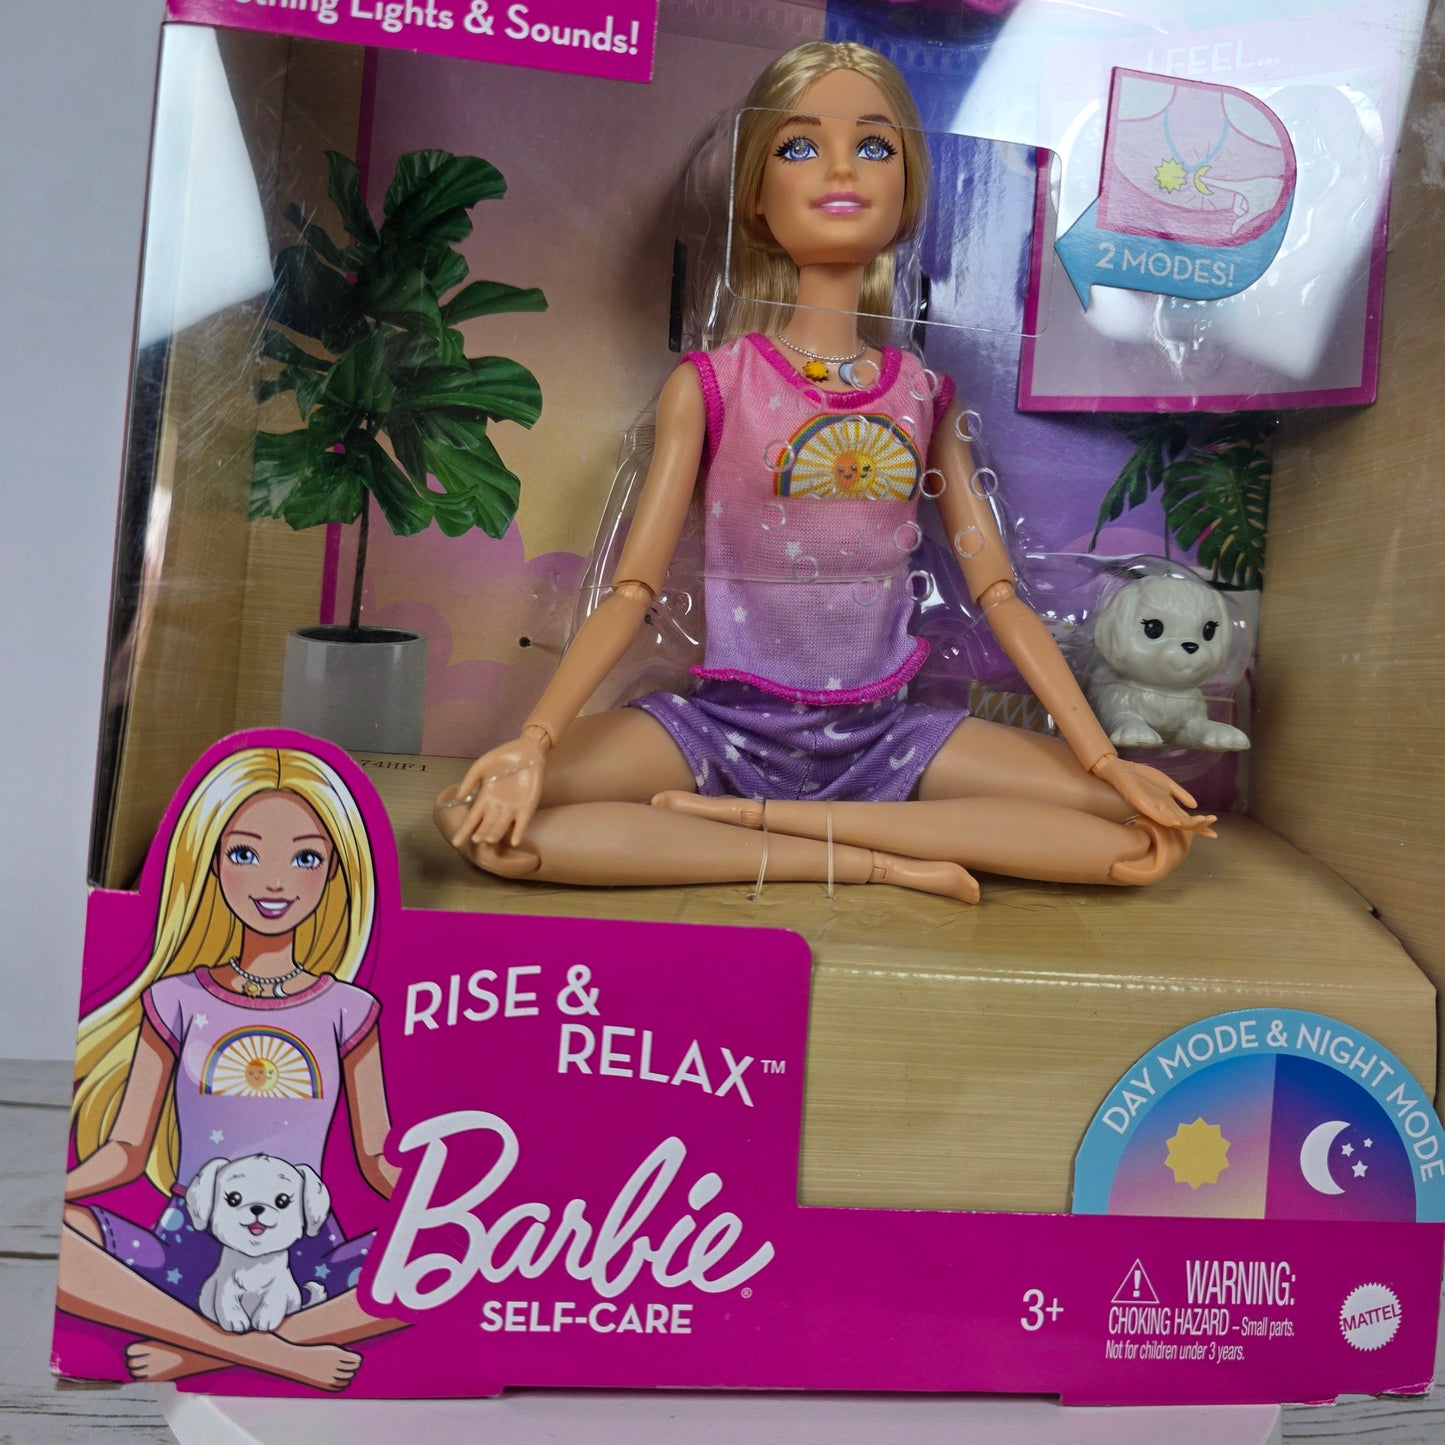 Lights & Sounds!
I FEEL...
2 MODES!
74HF1
RISE &
RELAX™
Barbie®
SELF-CARE
DAY MODE & NIGHT MODE
3+
WARNING:
CHOKING HAZARD – Small parts.
Not for children under 3 years.
MATTEL